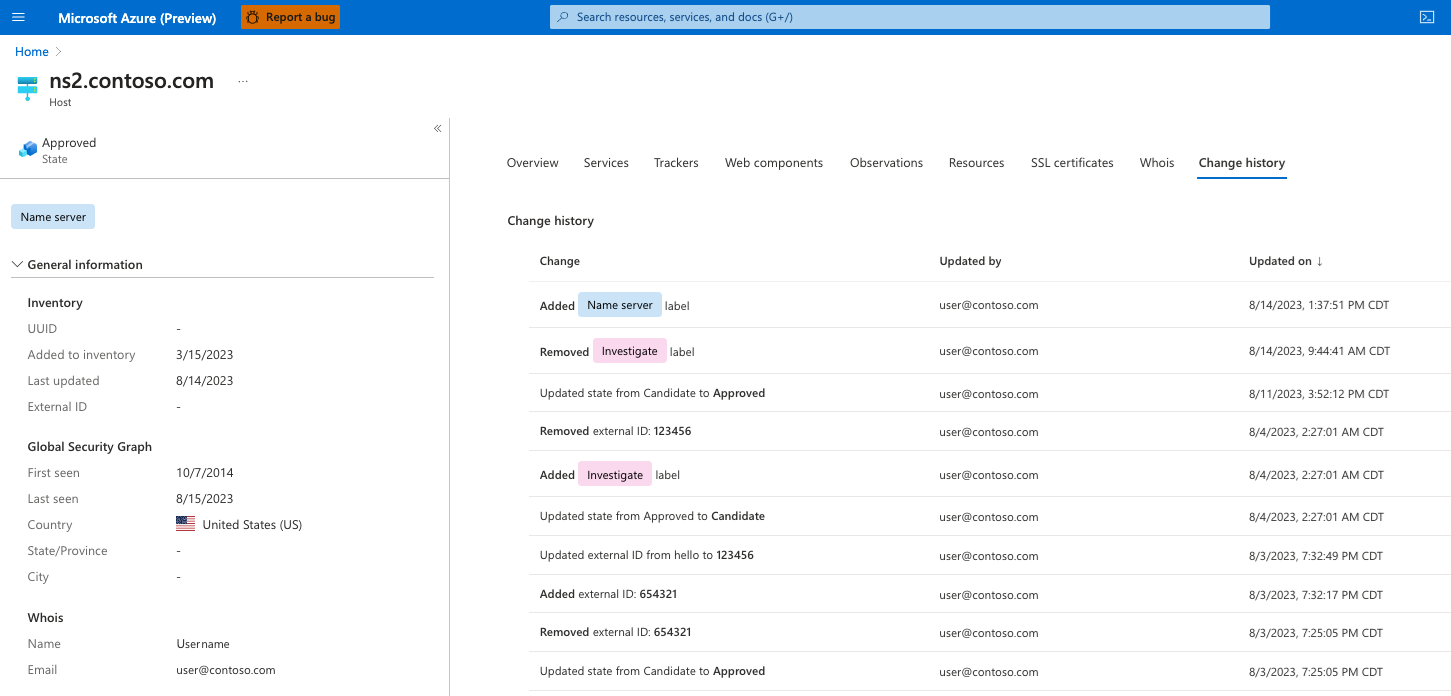 Microsoft Azure (Preview)
Report a bug
Search resources, services, and docs (G+/)
Home
ns2.contoso.com ...
Host
Approved
State
«
Name server
General information
Inventory
UUID -
Added to inventory 3/15/2023
Last updated 8/14/2023
External ID -
Global Security Graph
First seen 10/7/2014
Last seen 8/15/2023
Country United States (US)
State/Province -
City -
Whois
Name Username
Email user@contoso.com
Overview Services Trackers Web components Observations Resources SSL certificates Whois Change history
Change history
Change Updated by Updated on ↓
Added Name server label user@contoso.com 8/14/2023, 1:37:51 PM CDT
Removed Investigate label user@contoso.com 8/14/2023, 9:44:41 AM CDT
Updated state from Candidate to Approved user@contoso.com 8/11/2023, 3:52:12 PM CDT
Removed external ID: 123456 user@contoso.com 8/4/2023, 2:27:01 AM CDT
Added Investigate label user@contoso.com 8/4/2023, 2:27:01 AM CDT
Updated state from Approved to Candidate user@contoso.com 8/4/2023, 2:27:01 AM CDT
Updated external ID from hello to 123456 user@contoso.com 8/3/2023, 7:32:49 PM CDT
Added external ID: 654321 user@contoso.com 8/3/2023, 7:32:17 PM CDT
Removed external ID: 654321 user@contoso.com 8/3/2023, 7:25:05 PM CDT
Updated state from Candidate to Approved user@contoso.com 8/3/2023, 7:25:05 PM CDT